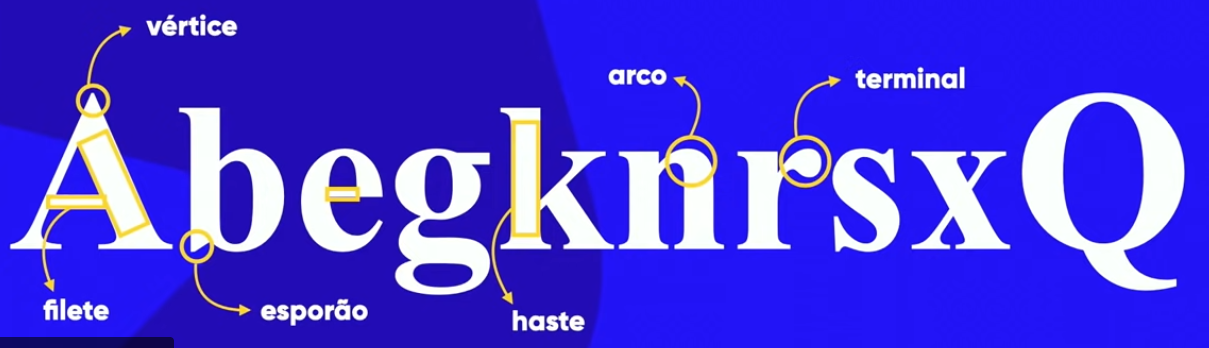 vértice
arco
terminal
AbegknrsxQ
filete
esporão
haste